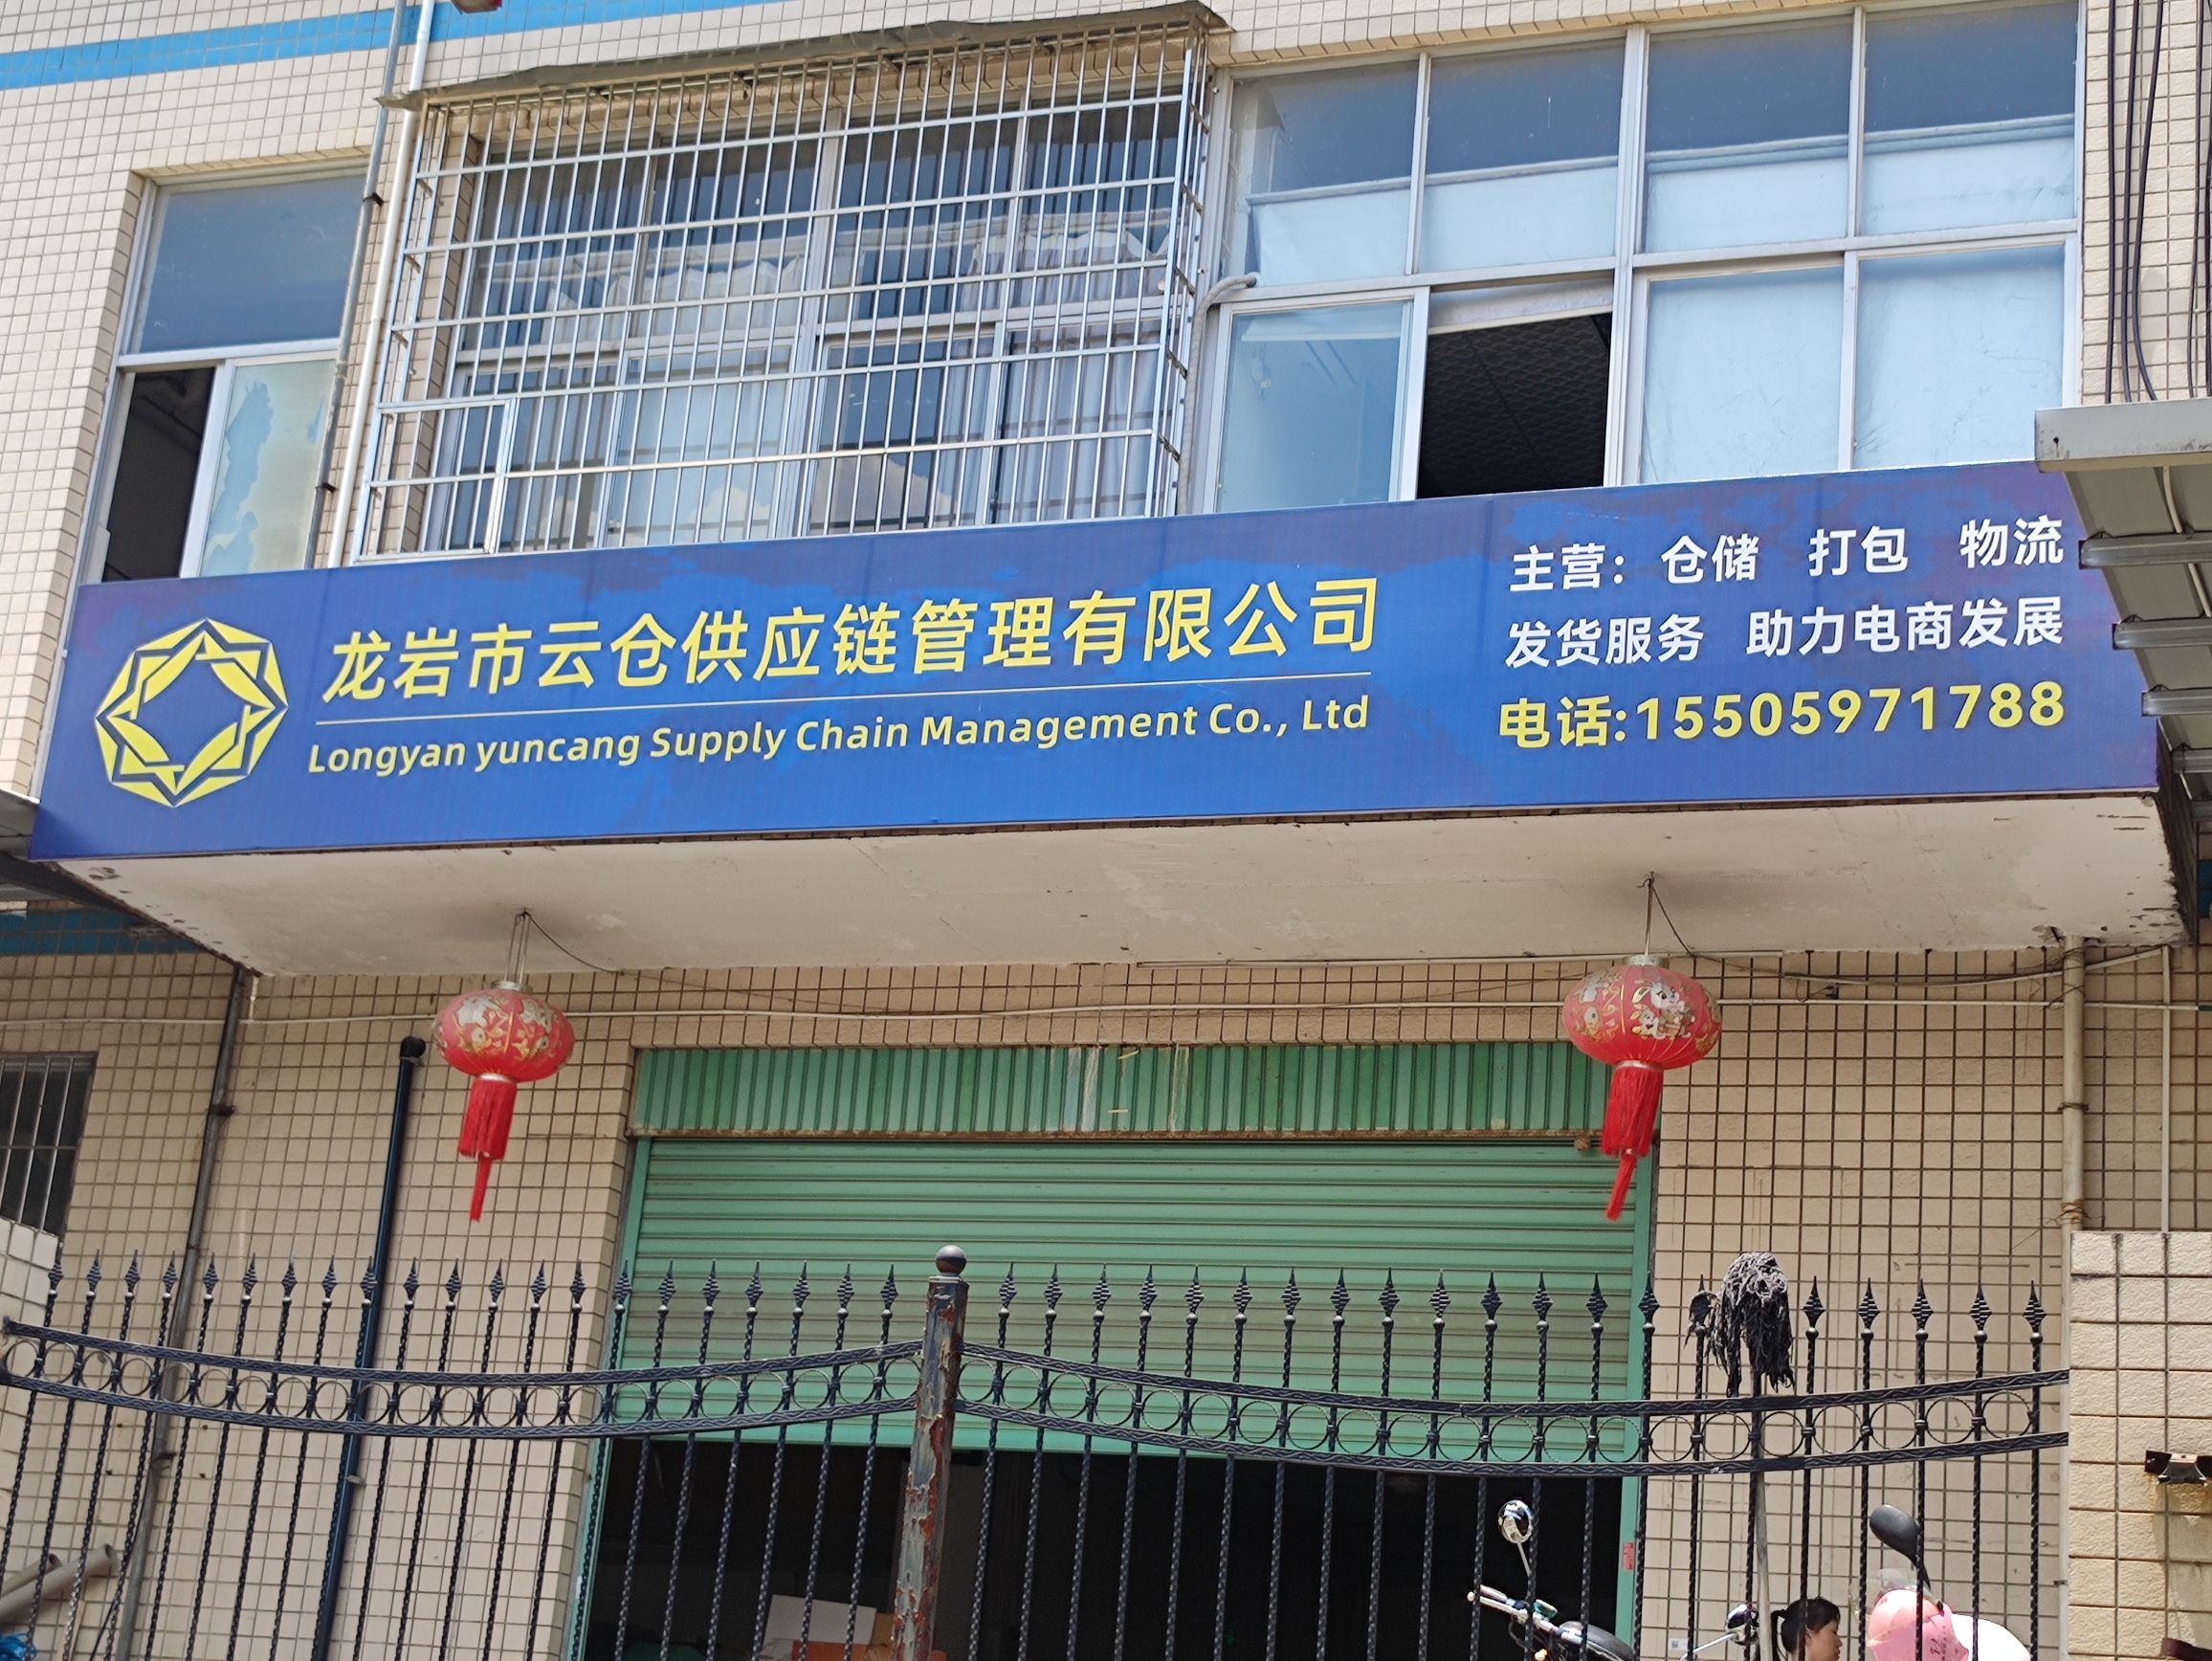 龙岩市云仓供应链管理有限公司
Longyan yuncang Supply Chain Management Co., Ltd
主营：仓储 打包 物流
发货服务 助力电商发展
电话:15505971788